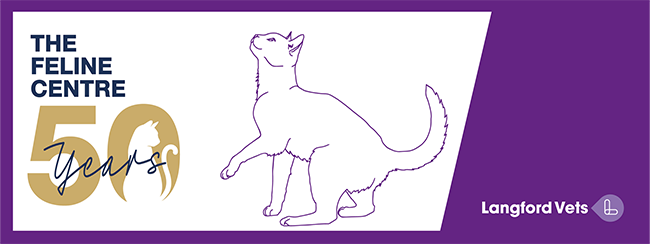 THE
FELINE
CENTRE
50
Years
Langford Vets L